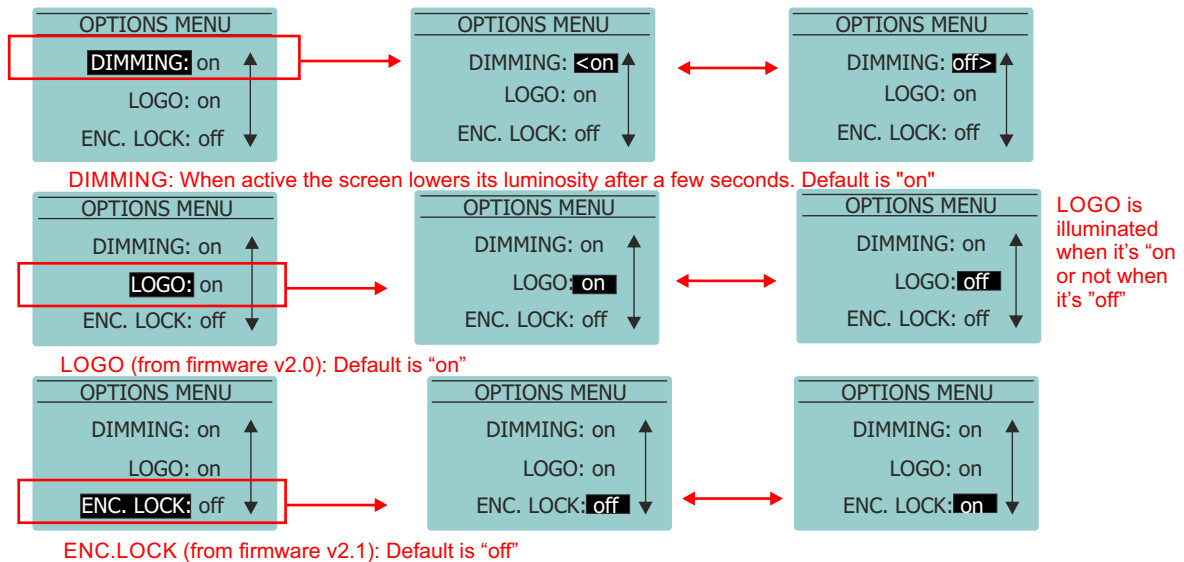 OPTIONS MENU
DIMMING: on
LOGO: on
ENC. LOCK: off
OPTIONS MENU
DIMMING: <on
LOGO: on
ENC. LOCK: off
OPTIONS MENU
DIMMING: off>
LOGO: on
ENC. LOCK: off
DIMMING: When active the screen lowers its luminosity after a few seconds. Default is "on"
OPTIONS MENU
DIMMING: on
LOGO: on
ENC. LOCK: off
OPTIONS MENU
DIMMING: on
LOGO: on
ENC. LOCK: off
OPTIONS MENU
DIMMING: on
LOGO: off
ENC. LOCK: off
LOGO is
illuminated
when it's “on
or not when
it's ”off”
LOGO (from firmware v2.0): Default is “on”
OPTIONS MENU
DIMMING: on
LOGO: on
ENC. LOCK: off
OPTIONS MENU
DIMMING: on
LOGO: on
ENC. LOCK: off
OPTIONS MENU
DIMMING: on
LOGO: on
ENC. LOCK: on
ENC.LOCK (from firmware v2.1): Default is “off”